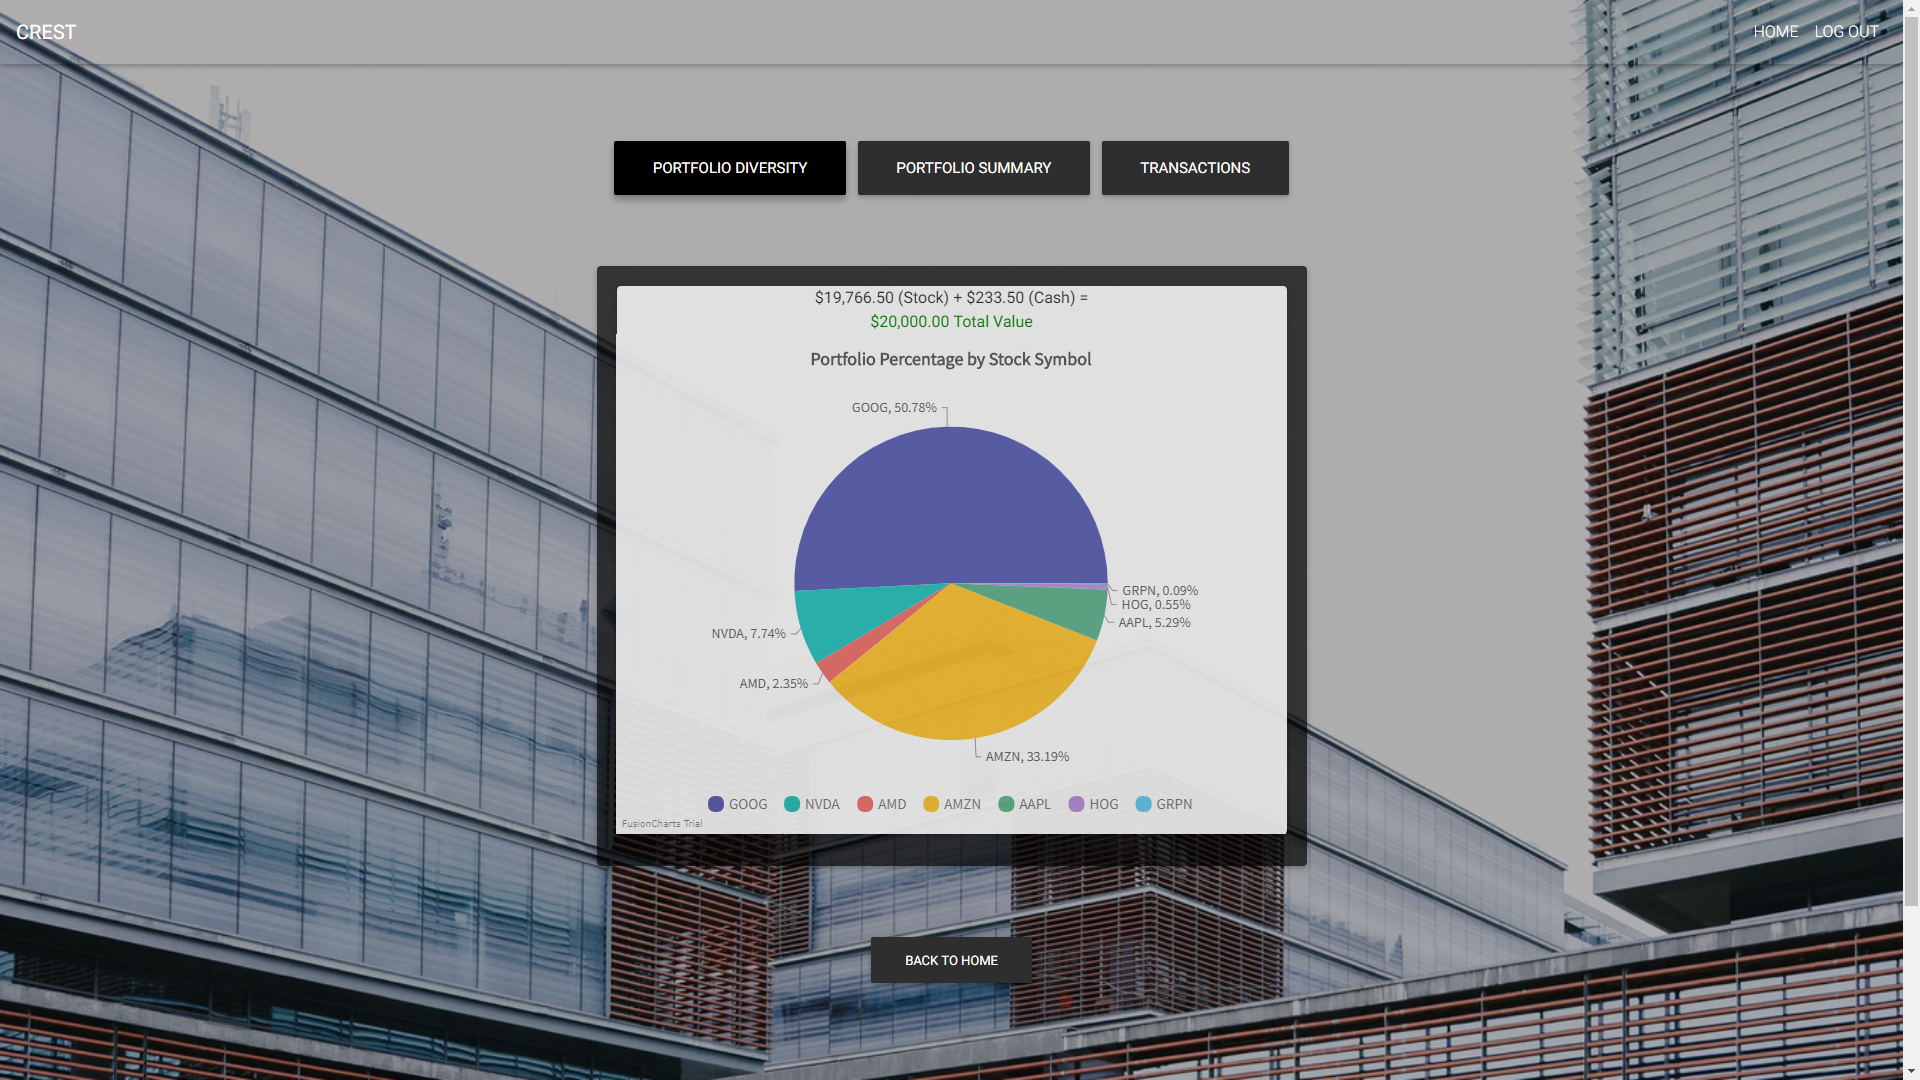 CREST
HOME LOG OUT
PORTFOLIO DIVERSITY PORTFOLIO SUMMARY TRANSACTIONS
$19,766.50 (Stock) + $233.50 (Cash) =
$20,000.00 Total Value
Portfolio Percentage by Stock Symbol
GOOG, 50.78%
GRPN, 0.09%
HOG, 0.55%
AAPL, 5.29%
NVDA, 7.74%
AMD, 2.35%
AMZN, 33.19%
GOOG NVDA AMD AMZN AAPL HOG GRPN
FusionCharts Trial
BACK TO HOME